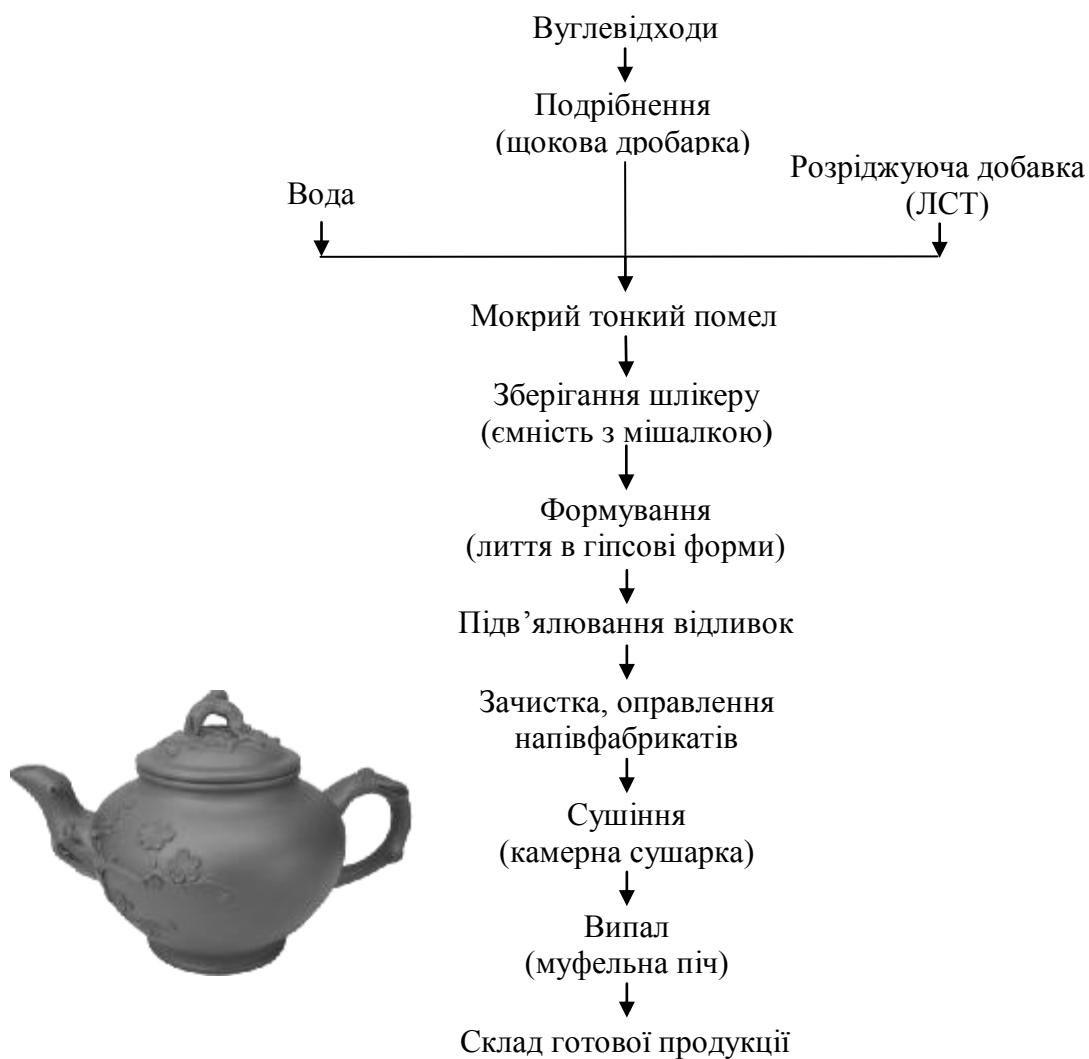 Вуглевідходи
Подрібнення
(щокова дробарка)
Вода
Розріджуюча добавка
(ЛСТ)
Мокрий тонкий помел
Зберігання шлікеру
(ємність з мішалкою)
Формування
(лиття в гіпсові форми)
Підв’ялювання відливок
Зачистка, оправлення
напівфабрикатів
Сушіння
(камерна сушарка)
Випал
(муфельна піч)
Склад готової продукції